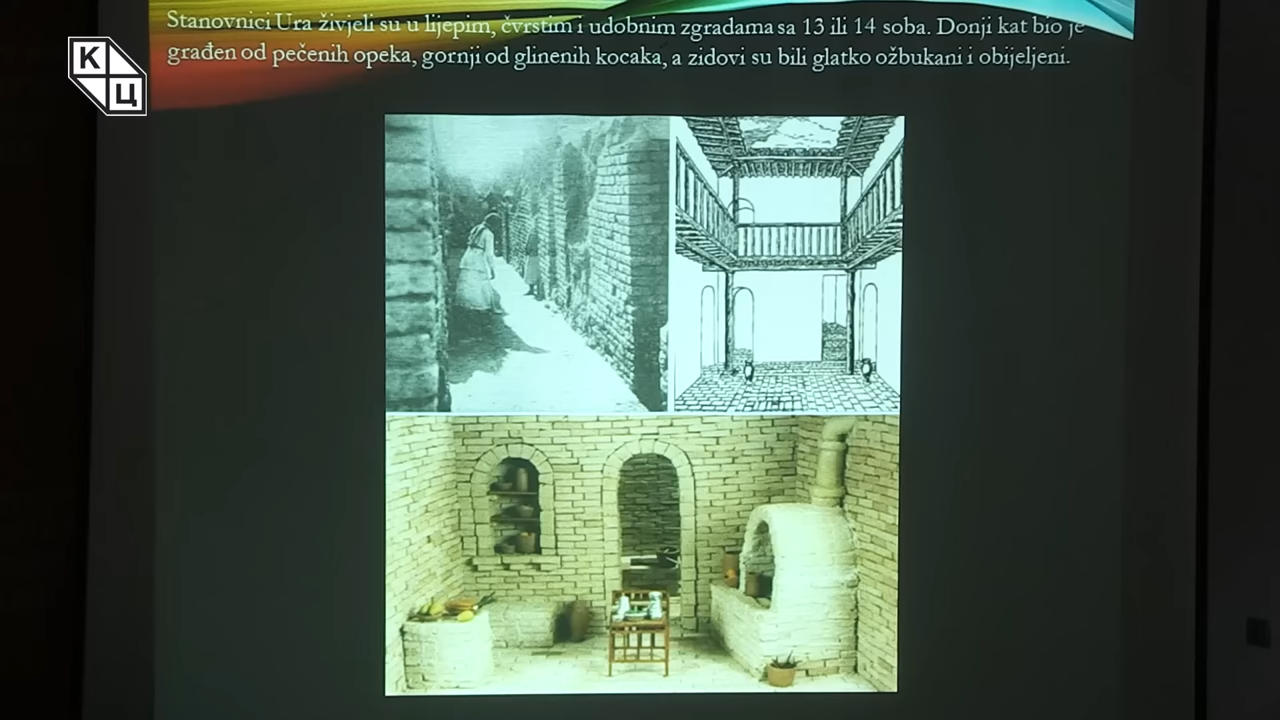 Stanovnici Ura živjeli su u lijepim, čvrstim i udobnim zgradama sa 13 ili 14 soba. Donji kat bio je
građen od pečenih opeka, gornji od glinenih kocaka, a zidovi su bili glatko ožbukani i obijeljeni.
К
Ц